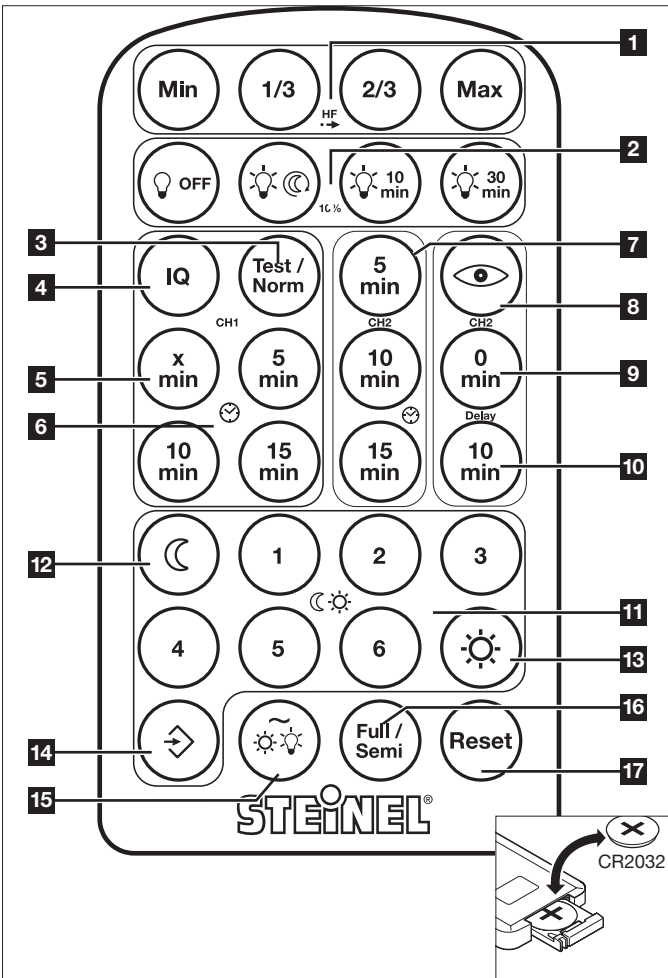 1
Min 1/3 2/3 Max
HF
2
OFF 10 min 30 min
10 %
3
4
IQ Test / Norm 5 min
7
8
CH1 CH2 CH2
5
x min 5 min 10 min 0 min
9
6
Delay
10 min 15 min 15 min 10 min
10
12
1 2 3
11
4 5 6
13
14
Full / Semi Reset
16
15
17
STEINEL®
CR2032